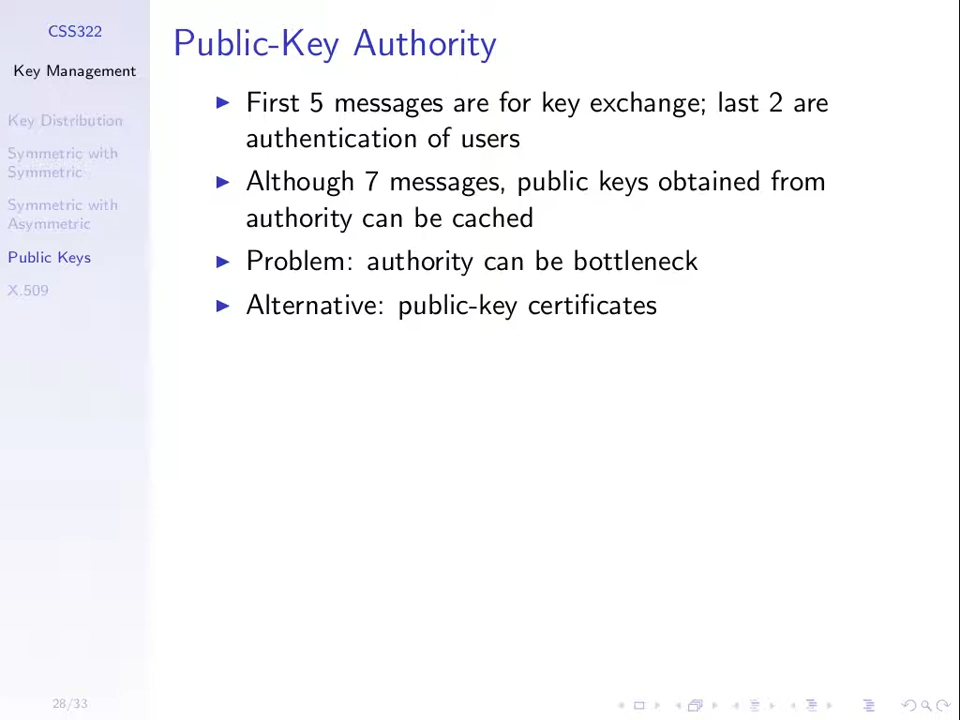 CSS322
Key Management
Key Distribution
Symmetric with
Symmetric
Symmetric with
Asymmetric
Public Keys
X.509
28/33
Public-Key Authority
First 5 messages are for key exchange; last 2 are
authentication of users
Although 7 messages, public keys obtained from
authority can be cached
Problem: authority can be bottleneck
Alternative: public-key certificates